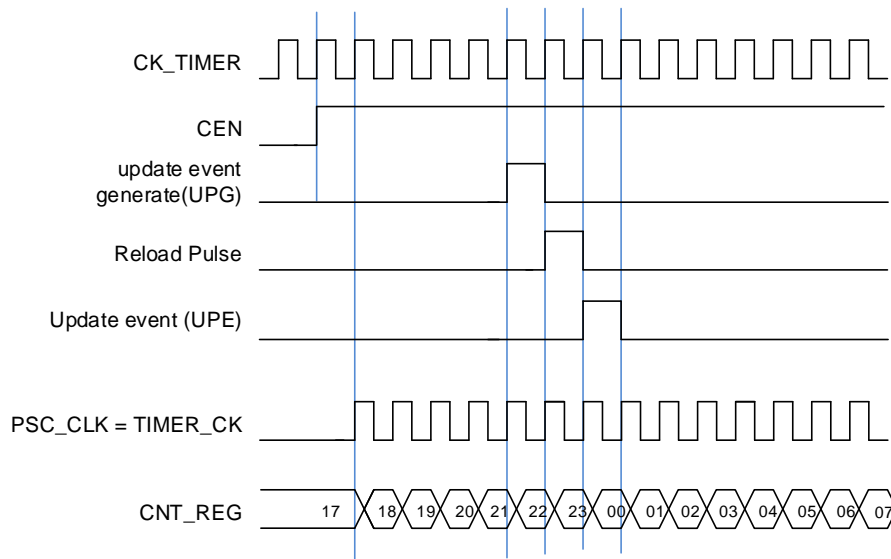 CK_TIMER
CEN
update event
generate(UPG)
Reload Pulse
Update event (UPE)
PSC_CLK = TIMER_CK
CNT_REG 17 18 19 20 21 22 23 00 01 02 03 04 05 06 07